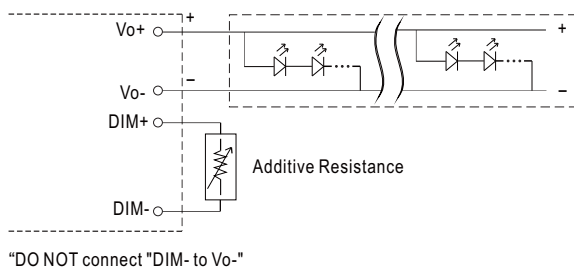 Vo+
+
+
−
Vo-
−
DIM+
Additive Resistance
DIM-
“DO NOT connect "DIM- to Vo-"